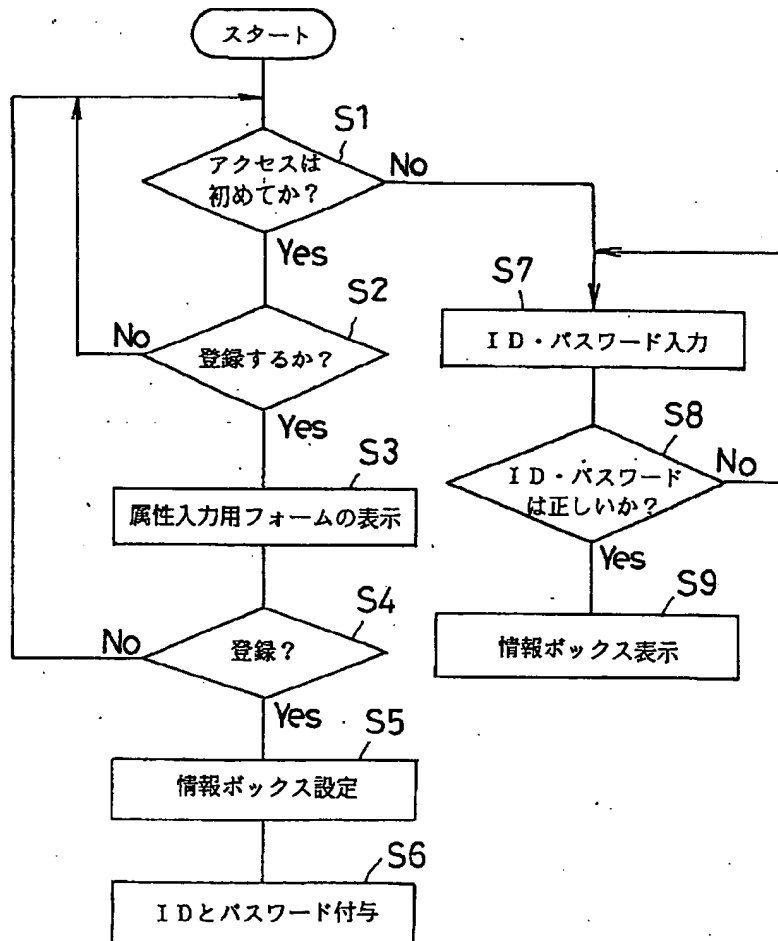 スタート
S1
アクセスは
初めてか?
No
Yes
S2
登録するか?
No
Yes
S3
属性入力用フォームの表示
S4
登録?
No
Yes
S5
情報ボックス設定
S6
IDとパスワード付与
S7
ID・パスワード入力
S8
ID・パスワード
は正しいか?
No
Yes
S9
情報ボックス表示